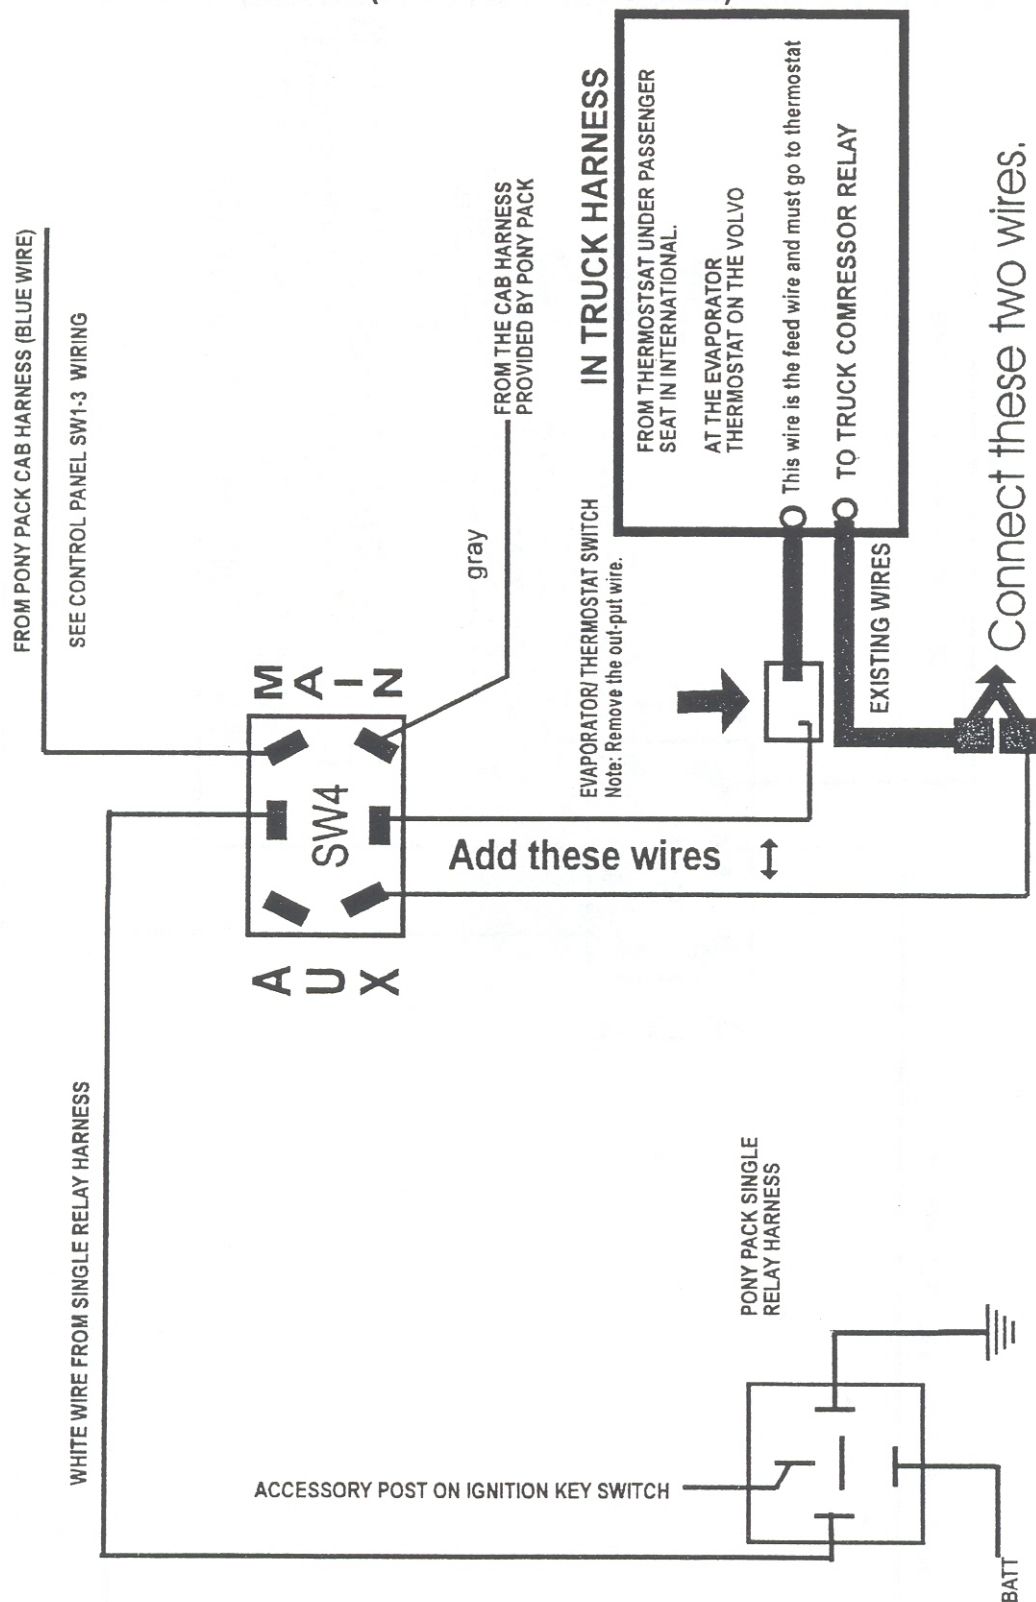 FROM PONY PACK CAB HARNESS (BLUE WIRE)
SEE CONTROL PANEL SW1-3 WIRING
WHITE WIRE FROM SINGLE RELAY HARNESS
MAIN
SW4
AUX
gray
FROM THE CAB HARNESS
PROVIDED BY PONY PACK
Add these wires
EVAPORATOR/ THERMOSTAT SWITCH
Note: Remove the out-put wire.
IN TRUCK HARNESS
FROM THERMOSTSAT UNDER PASSENGER
SEAT IN INTERNATIONAL.
AT THE EVAPORATOR
THERMOSTAT ON THE VOLVO
This wire is the feed wire and must go to thermostat
TO TRUCK COMRESSOR RELAY
EXISTING WIRES
Connect these two wires.
ACCESSORY POST ON IGNITION KEY SWITCH
PONY PACK SINGLE
RELAY HARNESS
BATT